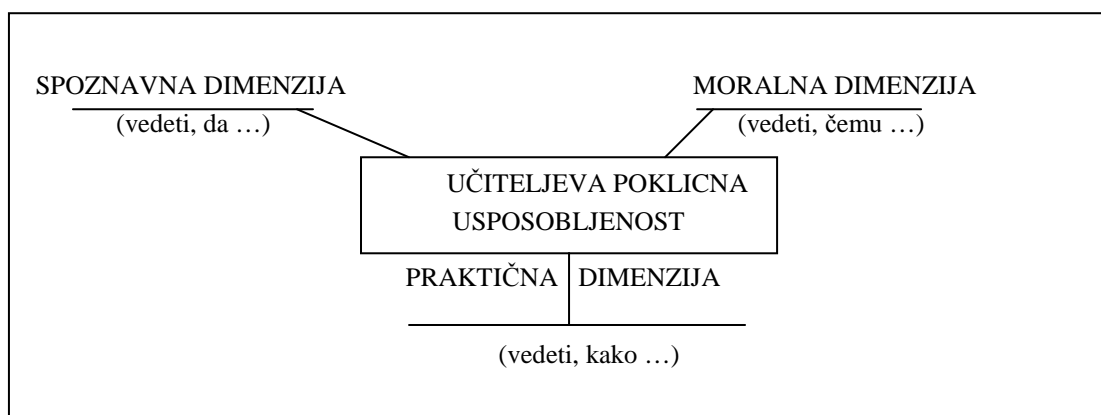 SPOZNAVNA DIMENZIJA
(vedeti, da …)
MORALNA DIMENZIJA
(vedeti, čemu …)
UČITELJEVA POKLICNA
USPOSOBLJENOST
PRAKTIČNA DIMENZIJA
(vedeti, kako …)